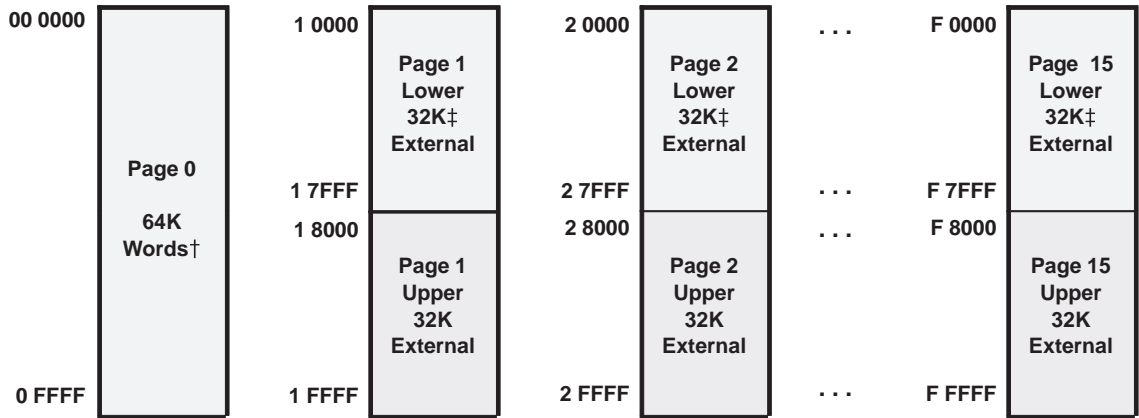 00 0000
Page 0
64K
Words†
0 FFFF
1 0000
Page 1
Lower
32K‡
External
1 7FFF
1 8000
Page 1
Upper
32K
External
1 FFFF
2 0000
Page 2
Lower
32K‡
External
2 7FFF
2 8000
Page 2
Upper
32K
External
2 FFFF
. . .
. . .
. . .
. . .
F 0000
Page 15
Lower
32K‡
External
F 7FFF
F 8000
Page 15
Upper
32K
External
F FFFF